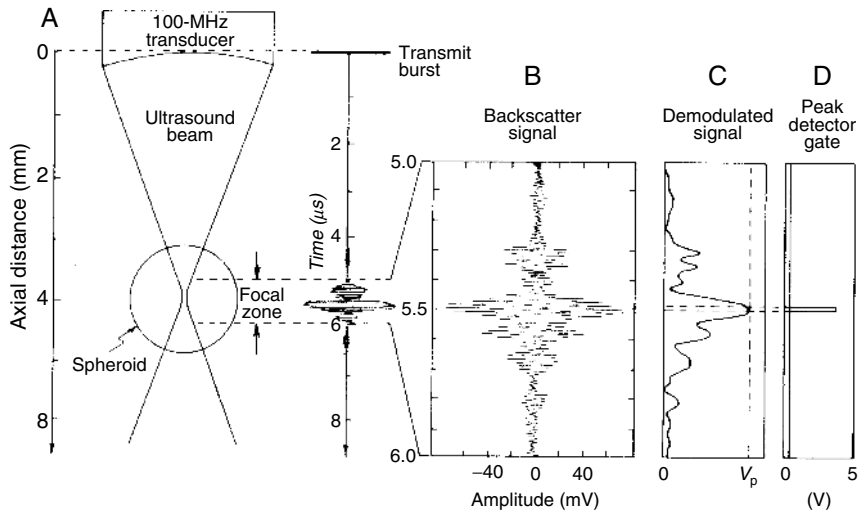 A
100-MHz
transducer
Transmit
burst
Ultrasound
beam
Axial distance (mm)
0
2
4
6
8
Spheroid
Focal
zone
Time (µs)
2
4
6
8
B
Backscatter
signal
5.0
5.5
6.0
−40 0 40
Amplitude (mV)
C
Demodulated
signal
0 Vp
D
Peak
detector
gate
0 5
(V)